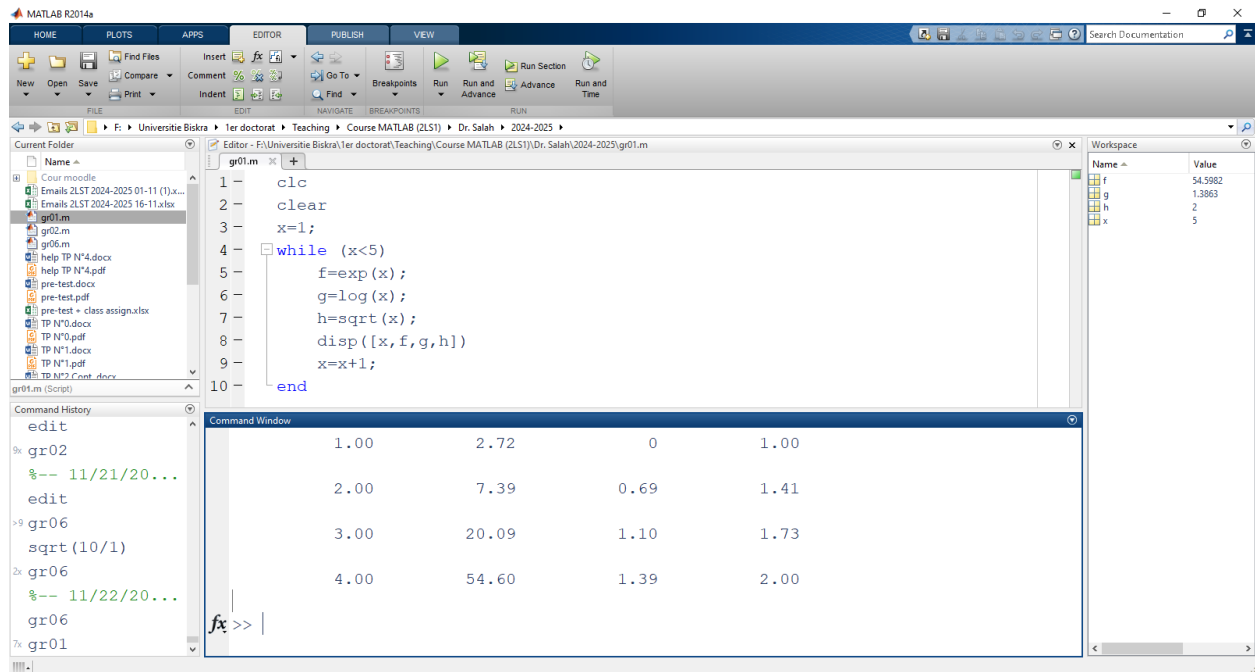 MATLAB R2014a
HOME PLOTS APPS EDITOR PUBLISH VIEW
Search Documentation
New Open Save Find Files Compare Print
Insert fx Comment % Indent
Go To Find
Breakpoints
Run Run and Advance Run Section Advance Run and Time
FILE EDIT NAVIGATE BREAKPOINTS RUN
F: Universitie Biskra 1er doctorat Teaching Course MATLAB (2LS1) Dr. Salah 2024-2025
Current Folder
Name
Cour moodle
Emails 2LST 2024-2025 01-11 (1).x...
Emails 2LST 2024-2025 16-11.xlsx
gr01.m
gr02.m
gr06.m
help TP N°4.docx
help TP N°4.pdf
pre-test.docx
pre-test.pdf
pre-test + class assign.xlsx
TP N°0.docx
TP N°0.pdf
TP N°1.docx
TP N°1.pdf
TP N°2 Cont .docx
gr01.m (Script)
Command History
edit
9x gr02
%-- 11/21/20...
edit
>9 gr06
sqrt(10/1)
2x gr06
%-- 11/22/20...
gr06
7x gr01
Editor - F:\Universitie Biskra\1er doctorat\Teaching\Course MATLAB (2LS1)\Dr. Salah\2024-2025\gr01.m
gr01.m
1 clc
2 clear
3 x=1;
4 while (x<5)
5 f=exp(x);
6 g=log(x);
7 h=sqrt(x);
8 disp([x,f,g,h])
9 x=x+1;
10 end
Command Window
1.00 2.72 0 1.00
2.00 7.39 0.69 1.41
3.00 20.09 1.10 1.73
4.00 54.60 1.39 2.00
fx >>
Workspace
Name Value
f 54.5982
g 1.3863
h 2
x 5